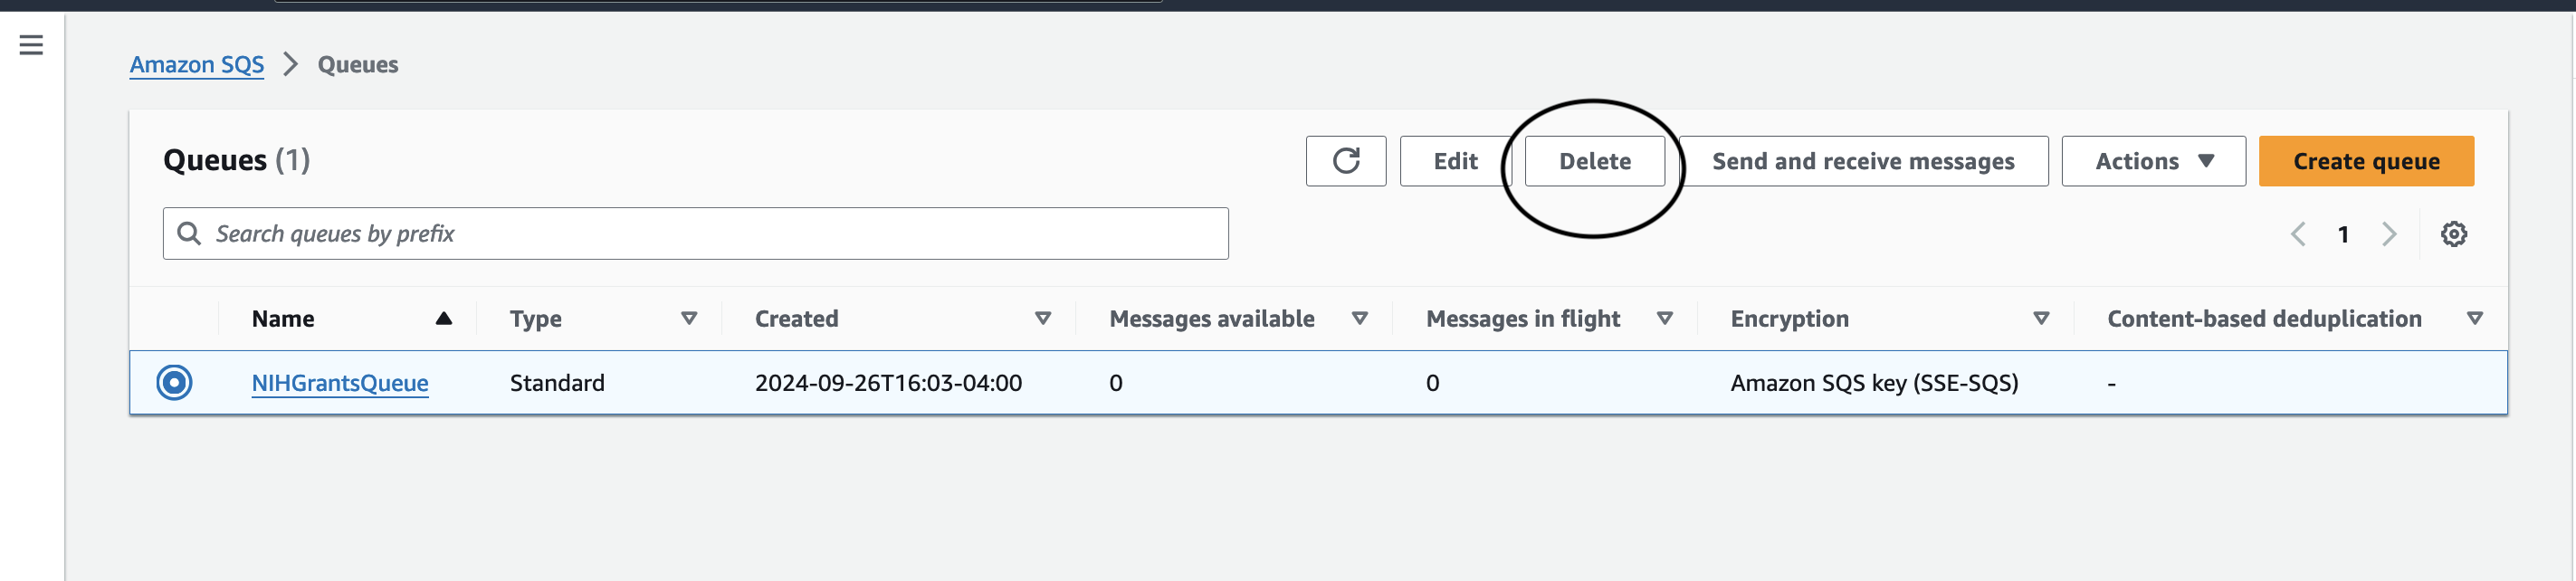 Amazon SQS > Queues
Queues (1)
Edit
Delete
Send and receive messages
Actions
Create queue
Search queues by prefix
1
Name Type Created Messages available Messages in flight Encryption Content-based deduplication
NIHGrantsQueue Standard 2024-09-26T16:03-04:00 0 0 Amazon SQS key (SSE-SQS) -